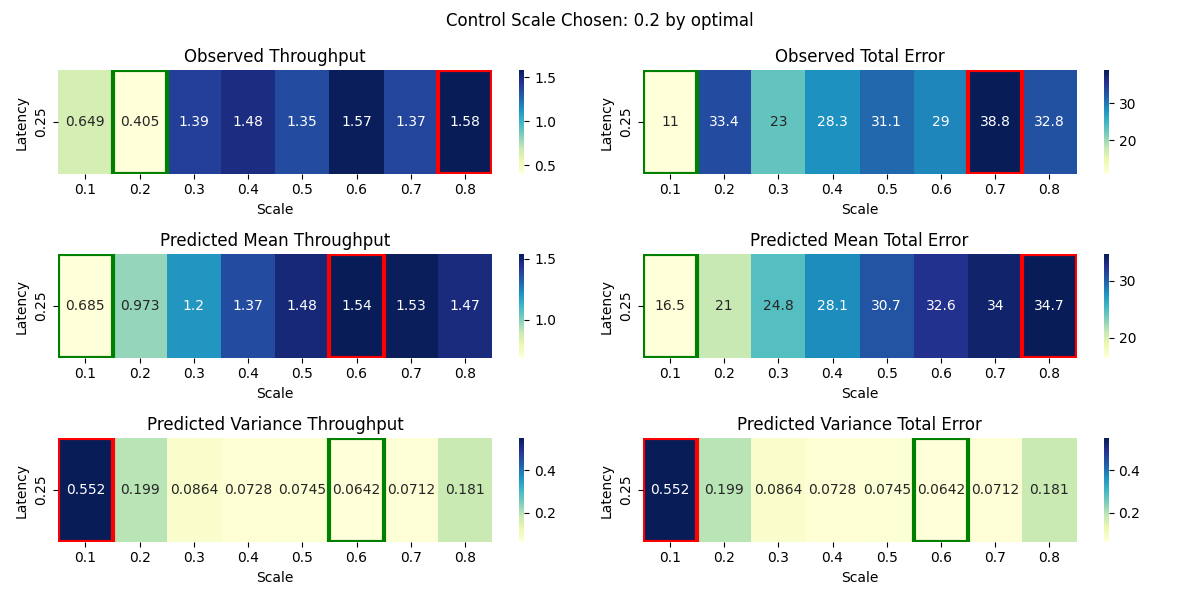 Control Scale Chosen: 0.2 by optimal
Observed Throughput
Latency
0.25
0.649 0.405 1.39 1.48 1.35 1.57 1.37 1.58
0.1 0.2 0.3 0.4 0.5 0.6 0.7 0.8
Scale
1.5
1.0
0.5
Observed Total Error
Latency
0.25
11 33.4 23 28.3 31.1 29 38.8 32.8
0.1 0.2 0.3 0.4 0.5 0.6 0.7 0.8
Scale
30
20
Predicted Mean Throughput
Latency
0.25
0.685 0.973 1.2 1.37 1.48 1.54 1.53 1.47
0.1 0.2 0.3 0.4 0.5 0.6 0.7 0.8
Scale
1.5
1.0
Predicted Mean Total Error
Latency
0.25
16.5 21 24.8 28.1 30.7 32.6 34 34.7
0.1 0.2 0.3 0.4 0.5 0.6 0.7 0.8
Scale
30
20
Predicted Variance Throughput
Latency
0.25
0.552 0.199 0.0864 0.0728 0.0745 0.0642 0.0712 0.181
0.1 0.2 0.3 0.4 0.5 0.6 0.7 0.8
Scale
0.4
0.2
Predicted Variance Total Error
Latency
0.25
0.552 0.199 0.0864 0.0728 0.0745 0.0642 0.0712 0.181
0.1 0.2 0.3 0.4 0.5 0.6 0.7 0.8
Scale
0.4
0.2